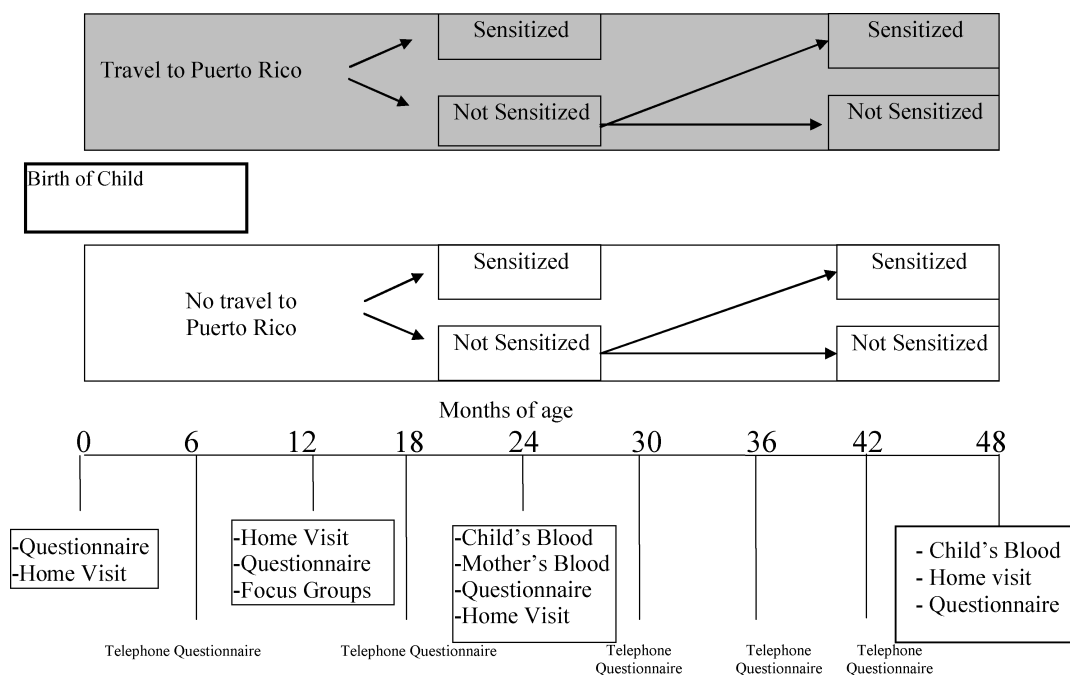 Sensitized
Sensitized
Travel to Puerto Rico
Not Sensitized
Not Sensitized
Birth of Child
Sensitized
Sensitized
No travel to
Puerto Rico
Not Sensitized
Not Sensitized
Months of age
0 6 12 18 24 30 36 42 48
-Questionnaire
-Home Visit
-Home Visit
-Questionnaire
-Focus Groups
-Child's Blood
-Mother's Blood
-Questionnaire
-Home Visit
- Child's Blood
- Home visit
- Questionnaire
Telephone Questionnaire
Telephone Questionnaire
Telephone
Questionnaire
Telephone
Questionnaire
Telephone
Questionnaire